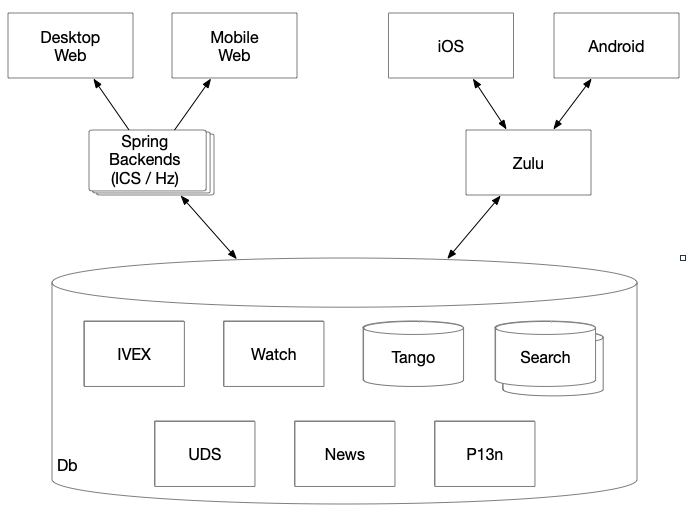 Desktop
Web
Mobile
Web
iOS
Android
Spring
Backends
(ICS / Hz)
Zulu
IVEX
Watch
Tango
Search
UDS
News
P13n
Db